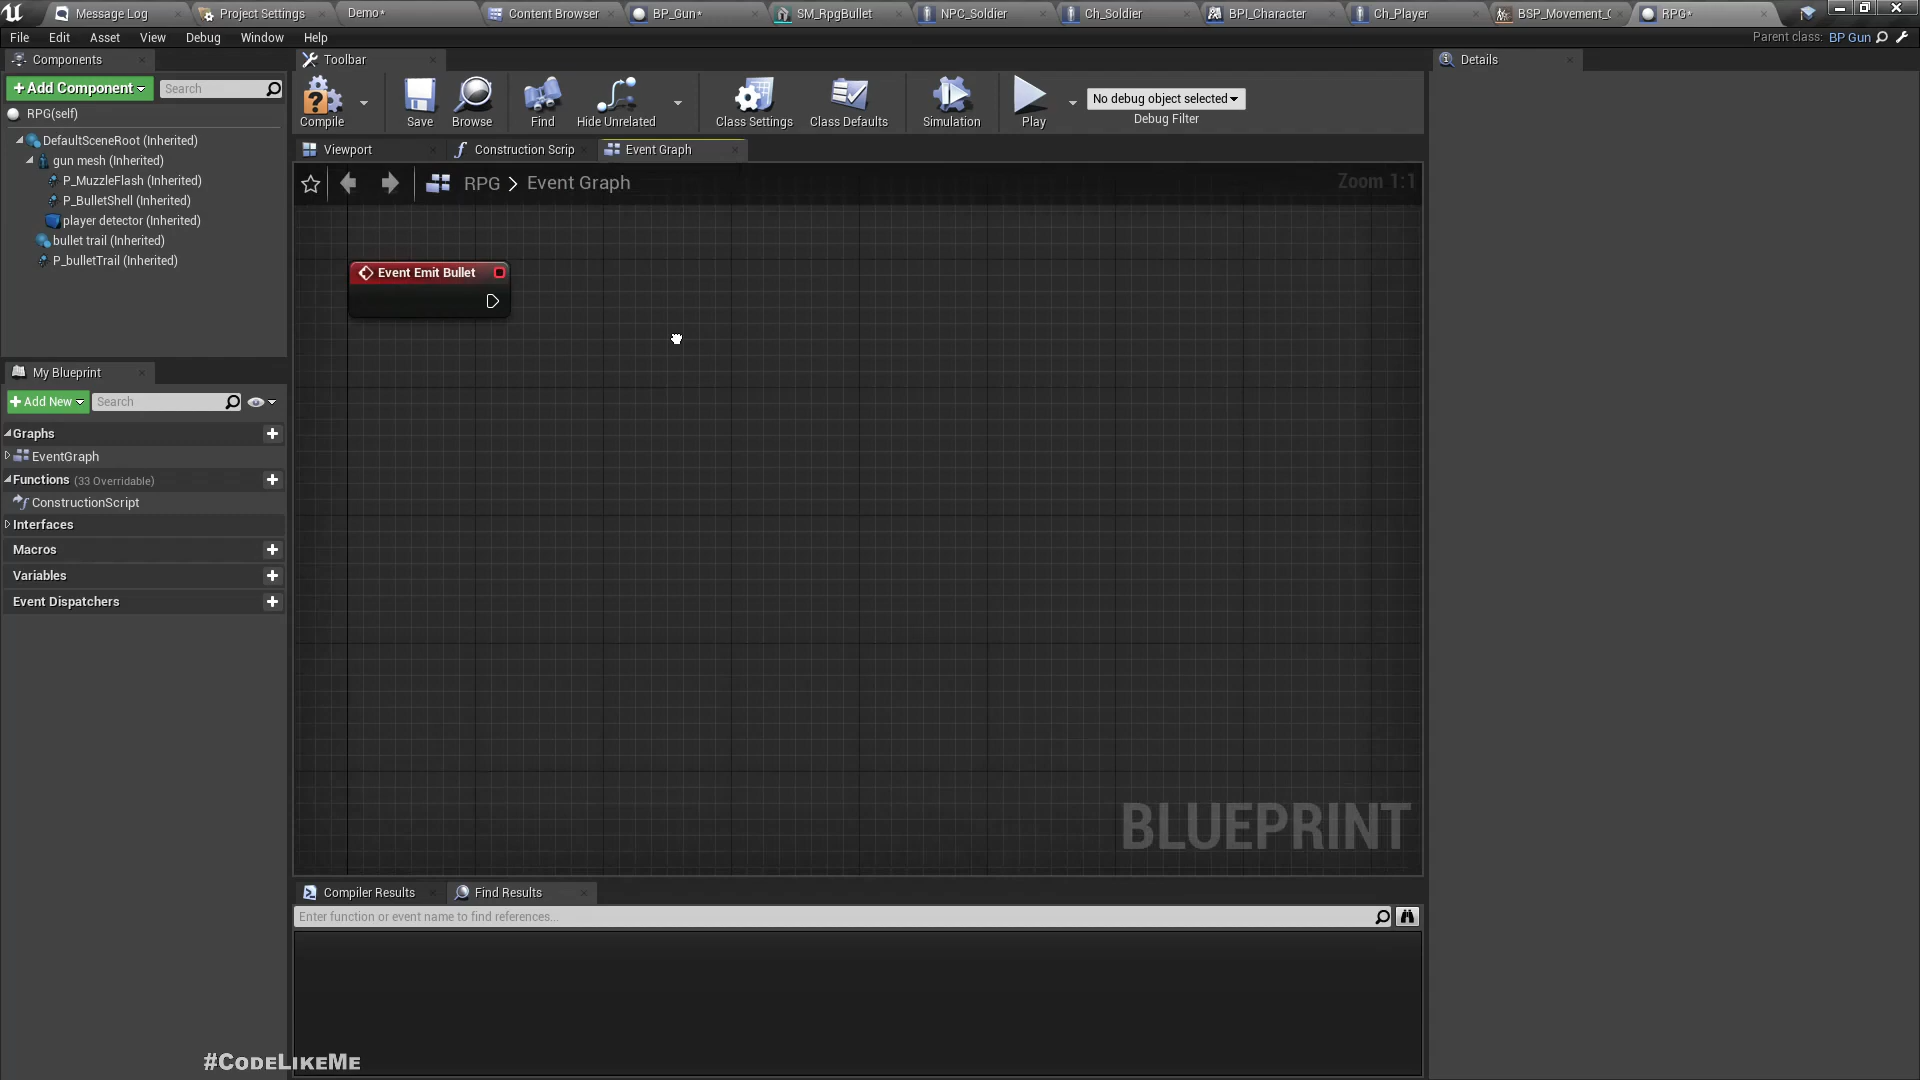 Message Log
Project Settings
Demo*
Content Browser
BP_Gun*
SM_RpgBullet
NPC_Soldier
Ch_Soldier
BPI_Character
Ch_Player
BSP_Movement_C
RPG*
File
Edit
Asset
View
Debug
Window
Help
Parent class: BP Gun
Components
Toolbar
Details
+ Add Component
Search
RPG(self)
DefaultSceneRoot (Inherited)
gun mesh (Inherited)
P_MuzzleFlash (Inherited)
P_BulletShell (Inherited)
player detector (Inherited)
bullet trail (Inherited)
P_bulletTrail (Inherited)
Compile
Save
Browse
Find
Hide Unrelated
Class Settings
Class Defaults
Simulation
Play
No debug object selected
Debug Filter
Viewport
Construction Scrip
Event Graph
RPG > Event Graph
Zoom 1:1
Event Emit Bullet
My Blueprint
+ Add New
Search
Graphs
EventGraph
Functions (33 Overridable)
ConstructionScript
Interfaces
Macros
Variables
Event Dispatchers
BLUEPRINT
Compiler Results
Find Results
Enter function or event name to find references...
#CodeLikeMe